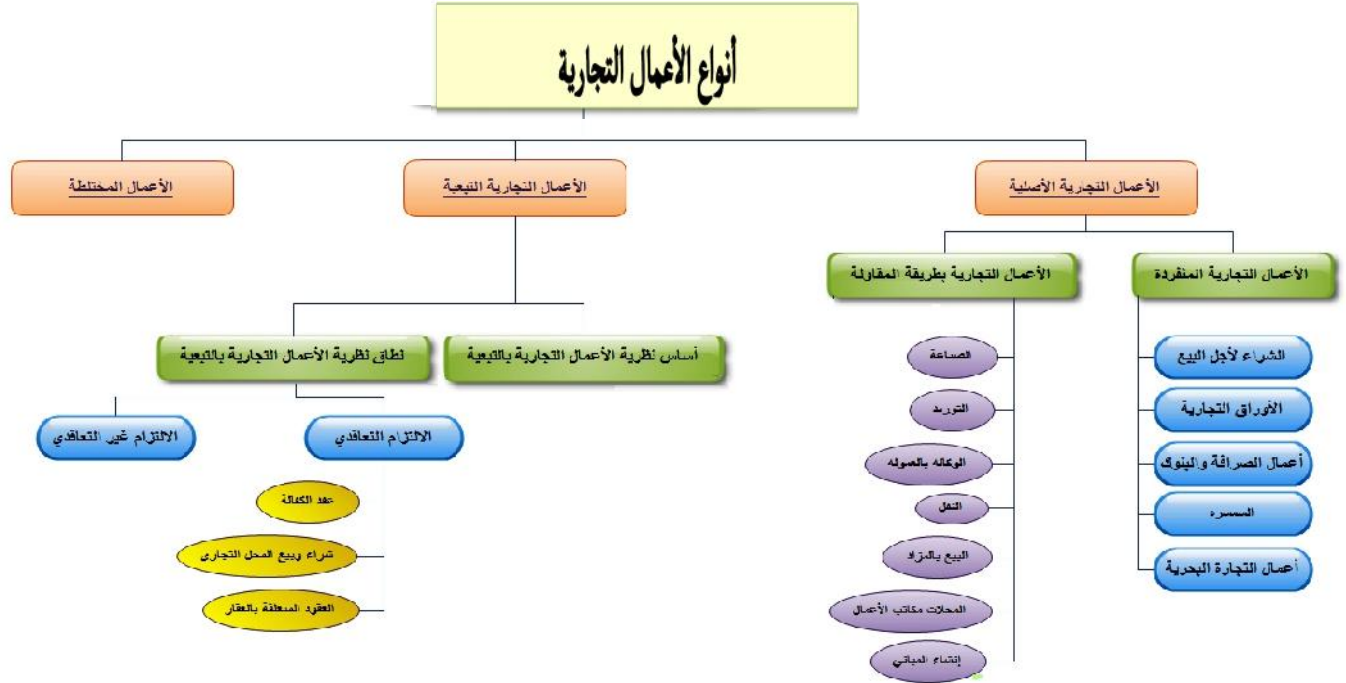 أنواع الأعمال التجارية
الأعمال التجارية الأصلية
الأعمال التجارية التبعية
الأعمال المختلطة
الأعمال التجارية المنفردة
الأعمال التجارية بطريقة المقاولة
الشراء لأجل البيع
الأوراق التجارية
أعمال الصرافة والبنوك
السمسره
أعمال التجارة البحرية
الصناعة
التوريد
الوكاله بالعموله
النقل
البيع بالمزاد
المحلات مكاتب الأعمال
إنشاء المباني
أساس نظرية الأعمال التجارية بالتبعية
نطاق نظرية الأعمال التجارية بالتبعية
الالتزام التعاقدي
الالتزام غير التعاقدي
عقد الكفالة
شراء وبيع المحل التجاري
العقود المتعلقة بالعقار